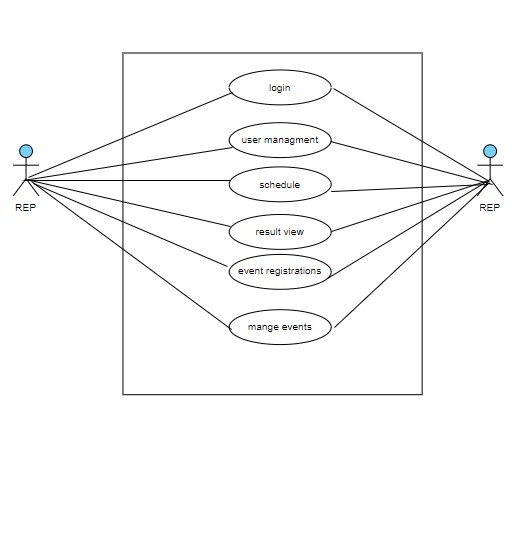 login
user managment
schedule
REP
REP
result view
event registrations
mange events